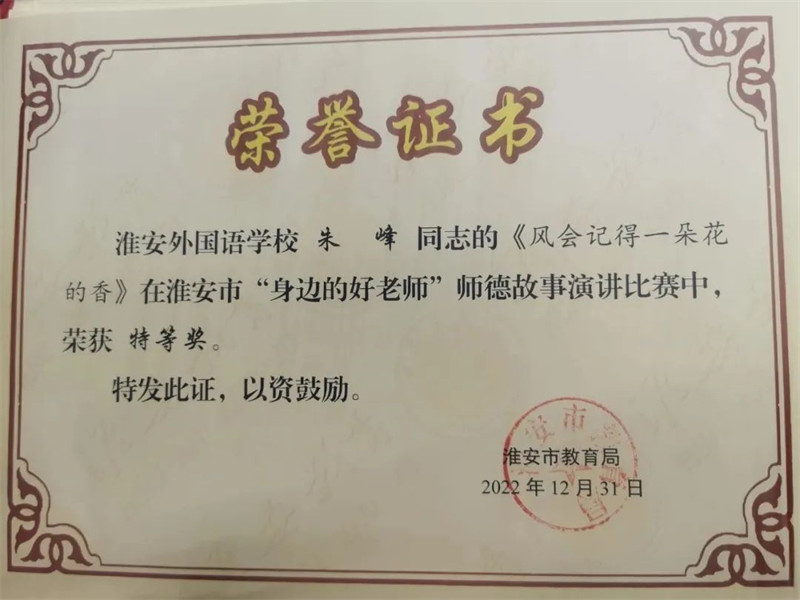 荣誉证书
淮安外国语学校 朱 峰 同志的《风会记得一朵花
的香》在淮安市“身边的好老师”师德故事演讲比赛中，
荣获 特等奖。
特发此证，以资鼓励。
淮安市教育局
2022年12月31日